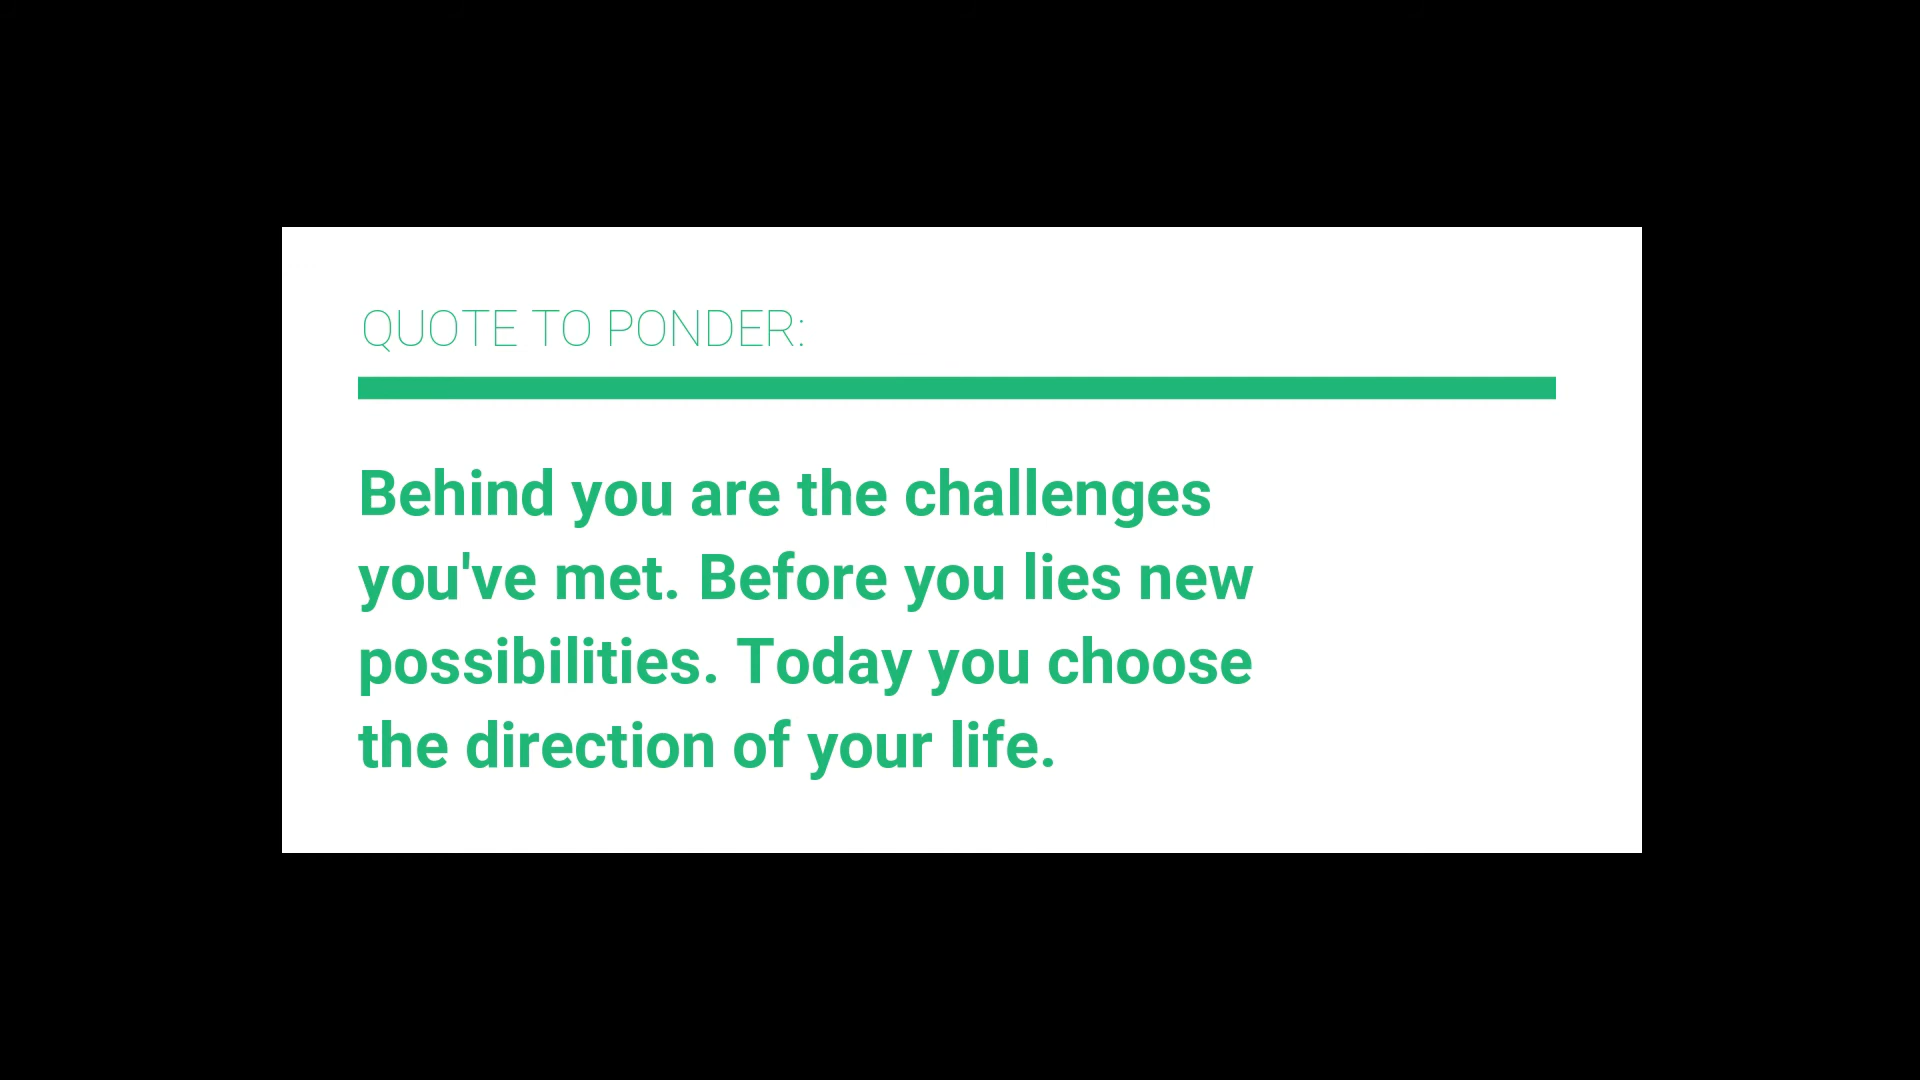 QUOTE TO PONDER:
Behind you are the challenges
you've met. Before you lies new
possibilities. Today you choose
the direction of your life.